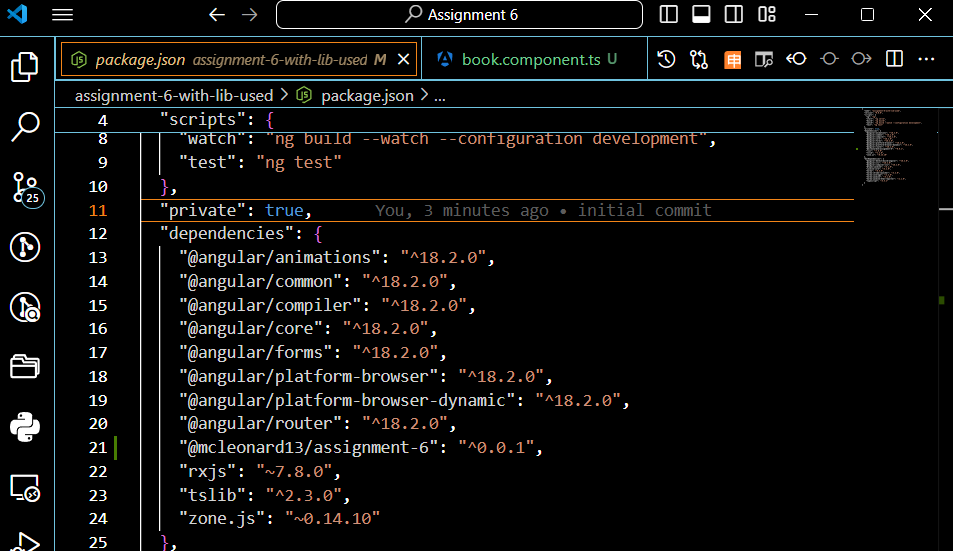 Assignment 6
package.json assignment-6-with-lib-used M
book.component.ts U
assignment-6-with-lib-used > package.json > ...
4 "scripts": {
8 "watch": "ng build --watch --configuration development",
9 "test": "ng test"
10 },
11 "private": true, You, 3 minutes ago • initial commit
12 "dependencies": {
13 "@angular/animations": "^18.2.0",
14 "@angular/common": "^18.2.0",
15 "@angular/compiler": "^18.2.0",
16 "@angular/core": "^18.2.0",
17 "@angular/forms": "^18.2.0",
18 "@angular/platform-browser": "^18.2.0",
19 "@angular/platform-browser-dynamic": "^18.2.0",
20 "@angular/router": "^18.2.0",
21 "@mcleonard13/assignment-6": "^0.0.1",
22 "rxjs": "~7.8.0",
23 "tslib": "^2.3.0",
24 "zone.js": "~0.14.10"
25 },
25